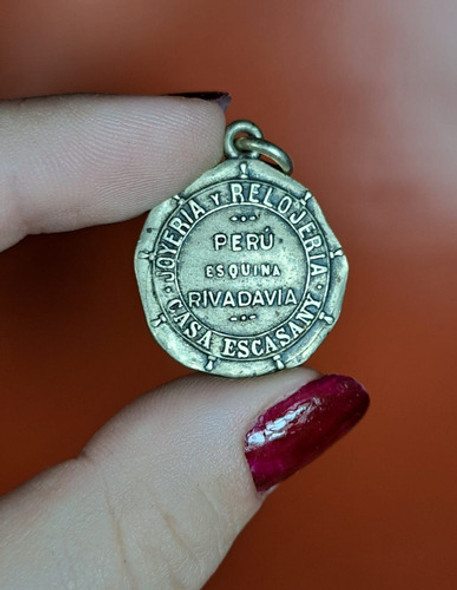 JOYERIA Y RELOJERIA
PERÚ
ESQUINA
RIVADAVIA
CASA ESCASANY